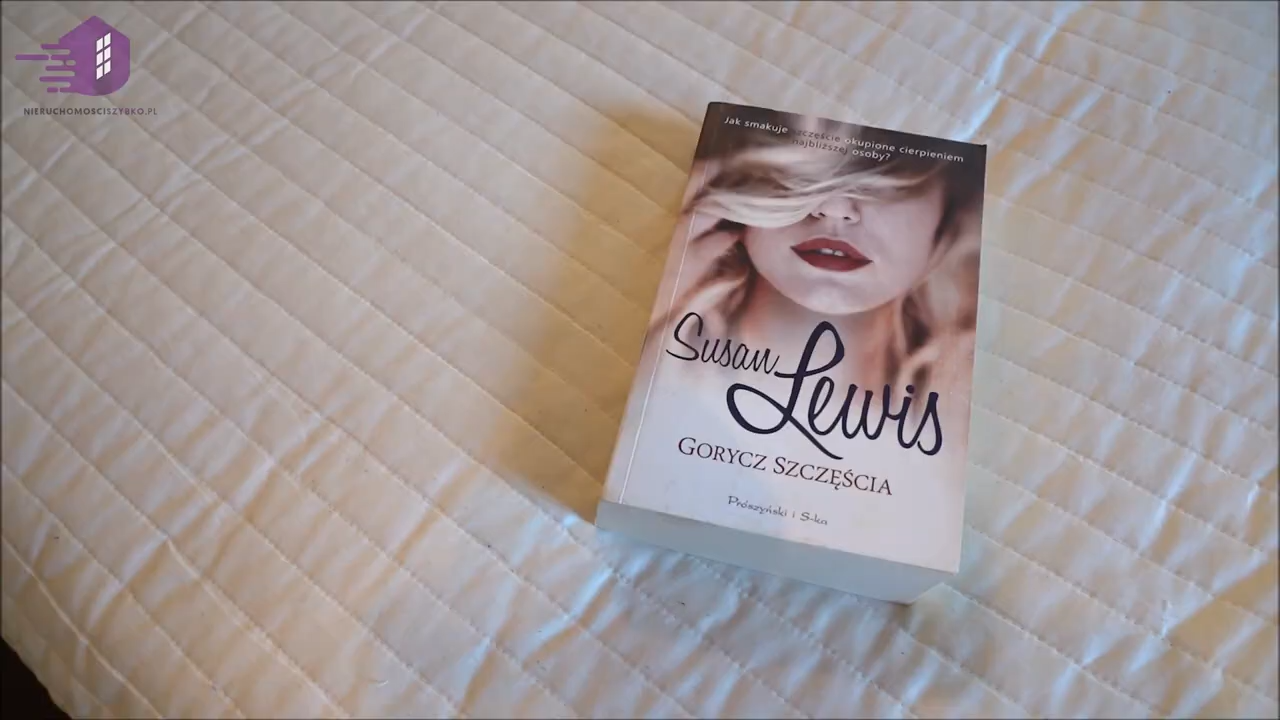 NIERUCHOMOSCISZYBKO.PL
Jak smakuje szczęście okupione cierpieniem
najbliższej osoby?
Susan
Lewis
GORYCZ SZCZĘŚCIA
Prószyński i S-ka